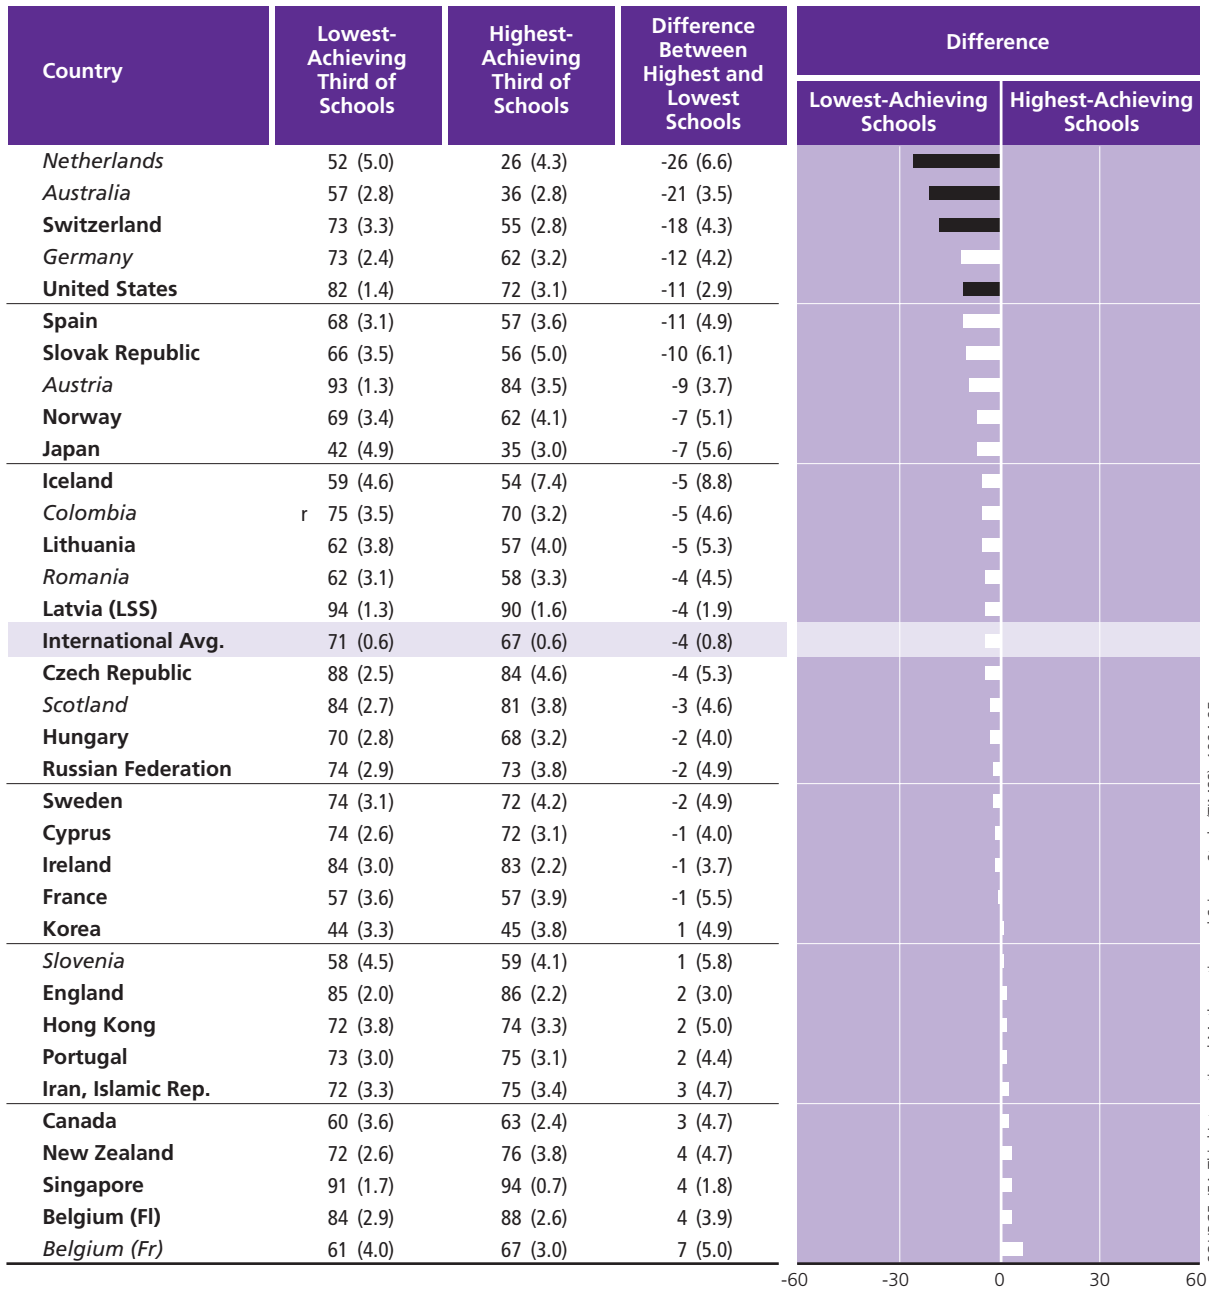 Country
Lowest-
Achieving
Third of
Schools
Highest-
Achieving
Third of
Schools
Difference
Between
Highest and
Lowest
Schools
Difference
Lowest-Achieving
Schools
Highest-Achieving
Schools
Netherlands 52 (5.0) 26 (4.3) -26 (6.6)
Australia 57 (2.8) 36 (2.8) -21 (3.5)
Switzerland 73 (3.3) 55 (2.8) -18 (4.3)
Germany 73 (2.4) 62 (3.2) -12 (4.2)
United States 82 (1.4) 72 (3.1) -11 (2.9)
Spain 68 (3.1) 57 (3.6) -11 (4.9)
Slovak Republic 66 (3.5) 56 (5.0) -10 (6.1)
Austria 93 (1.3) 84 (3.5) -9 (3.7)
Norway 69 (3.4) 62 (4.1) -7 (5.1)
Japan 42 (4.9) 35 (3.0) -7 (5.6)
Iceland 59 (4.6) 54 (7.4) -5 (8.8)
Colombia r 75 (3.5) 70 (3.2) -5 (4.6)
Lithuania 62 (3.8) 57 (4.0) -5 (5.3)
Romania 62 (3.1) 58 (3.3) -4 (4.5)
Latvia (LSS) 94 (1.3) 90 (1.6) -4 (1.9)
International Avg. 71 (0.6) 67 (0.6) -4 (0.8)
Czech Republic 88 (2.5) 84 (4.6) -4 (5.3)
Scotland 84 (2.7) 81 (3.8) -3 (4.6)
Hungary 70 (2.8) 68 (3.2) -2 (4.0)
Russian Federation 74 (2.9) 73 (3.8) -2 (4.9)
Sweden 74 (3.1) 72 (4.2) -2 (4.9)
Cyprus 74 (2.6) 72 (3.1) -1 (4.0)
Ireland 84 (3.0) 83 (2.2) -1 (3.7)
France 57 (3.6) 57 (3.9) -1 (5.5)
Korea 44 (3.3) 45 (3.8) 1 (4.9)
Slovenia 58 (4.5) 59 (4.1) 1 (5.8)
England 85 (2.0) 86 (2.2) 2 (3.0)
Hong Kong 72 (3.8) 74 (3.3) 2 (5.0)
Portugal 73 (3.0) 75 (3.1) 2 (4.4)
Iran, Islamic Rep. 72 (3.3) 75 (3.4) 3 (4.7)
Canada 60 (3.6) 63 (2.4) 3 (4.7)
New Zealand 72 (2.6) 76 (3.8) 4 (4.7)
Singapore 91 (1.7) 94 (0.7) 4 (1.8)
Belgium (Fl) 84 (2.9) 88 (2.6) 4 (3.9)
Belgium (Fr) 61 (4.0) 67 (3.0) 7 (5.0)
-60 -30 0 30 60